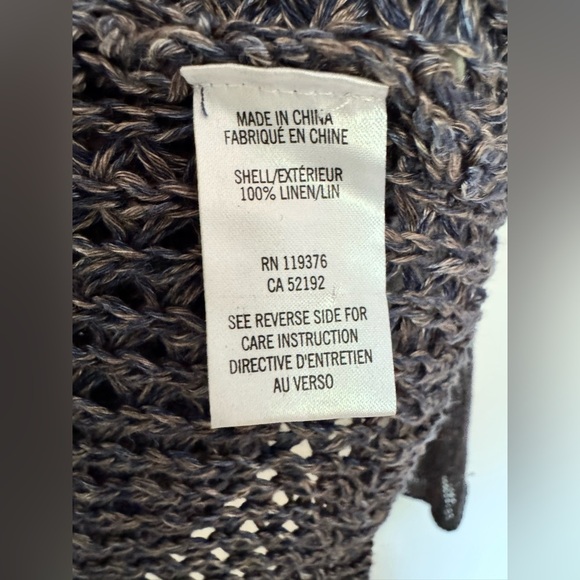 MADE IN CHINA
FABRIQUÉ EN CHINE
SHELL/EXTÉRIEUR
100% LINEN/LIN
RN 119376
CA 52192
SEE REVERSE SIDE FOR
CARE INSTRUCTION
DIRECTIVE D'ENTRETIEN
AU VERSO